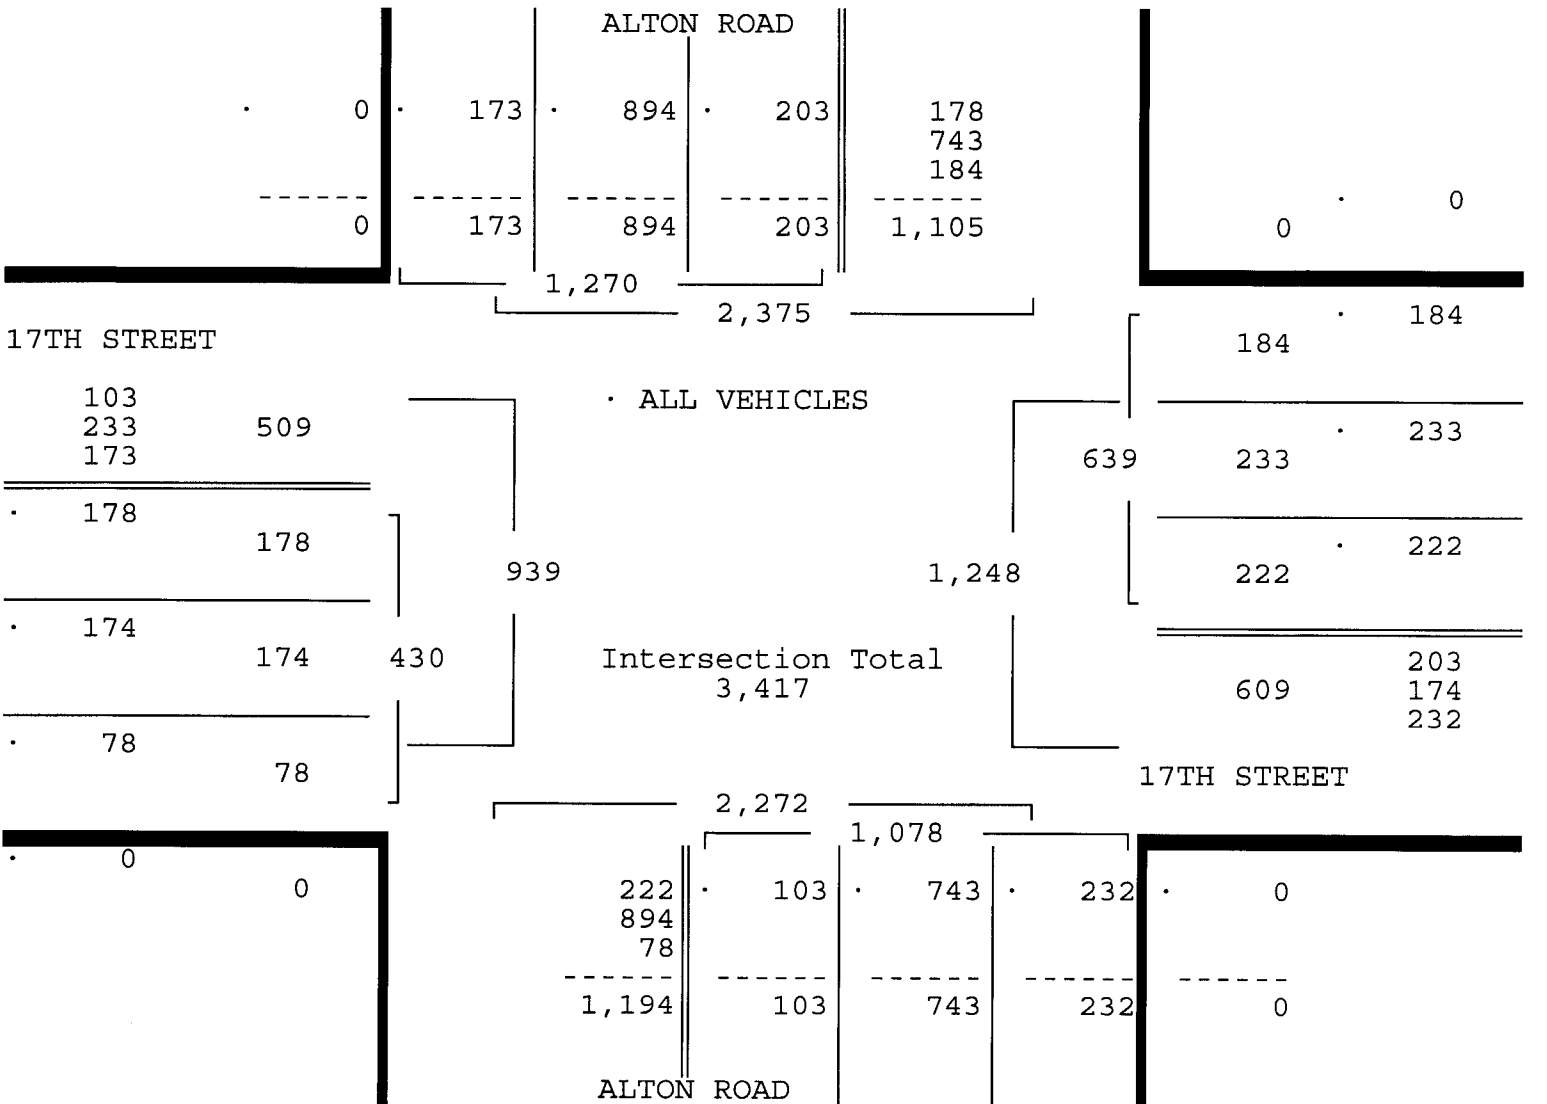 ALTON ROAD
· 0 · 173 · 894 · 203 178
743
184
------ ------ ------ ------ ------
0 173 894 203 1,105
· 0
0
1,270
2,375
17TH STREET
· 184
184
103
233 509
173
· ALL VEHICLES
· 233
639 233
· 178
178
· 222
939 1,248 222
· 174
174 430
Intersection Total
3,417
203
609 174
232
· 78
78
17TH STREET
2,272
1,078
· 0
0
222 · 103 · 743 · 232 · 0
894
78
------ ------ ------ ------ ------
1,194 103 743 232 0
ALTON ROAD